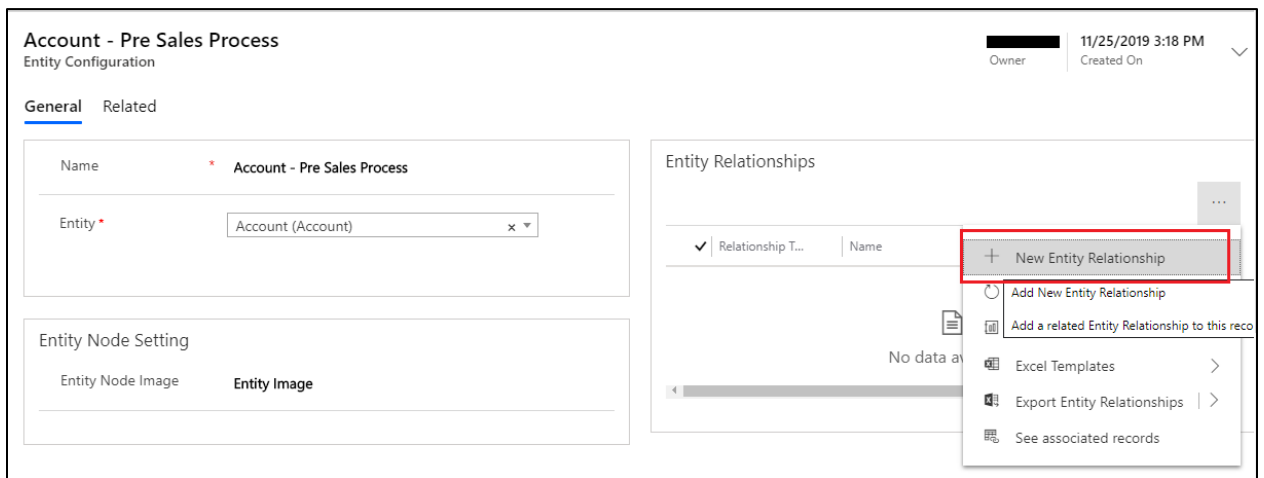 Account - Pre Sales Process
Entity Configuration
11/25/2019 3:18 PM
Owner
Created On
General
Related
Name *
Account - Pre Sales Process
Entity *
Account (Account)
Entity Node Setting
Entity Node Image
Entity Image
Entity Relationships
...
Relationship T...
Name
No data av
New Entity Relationship
Add New Entity Relationship
Add a related Entity Relationship to this reco
Excel Templates
Export Entity Relationships
See associated records